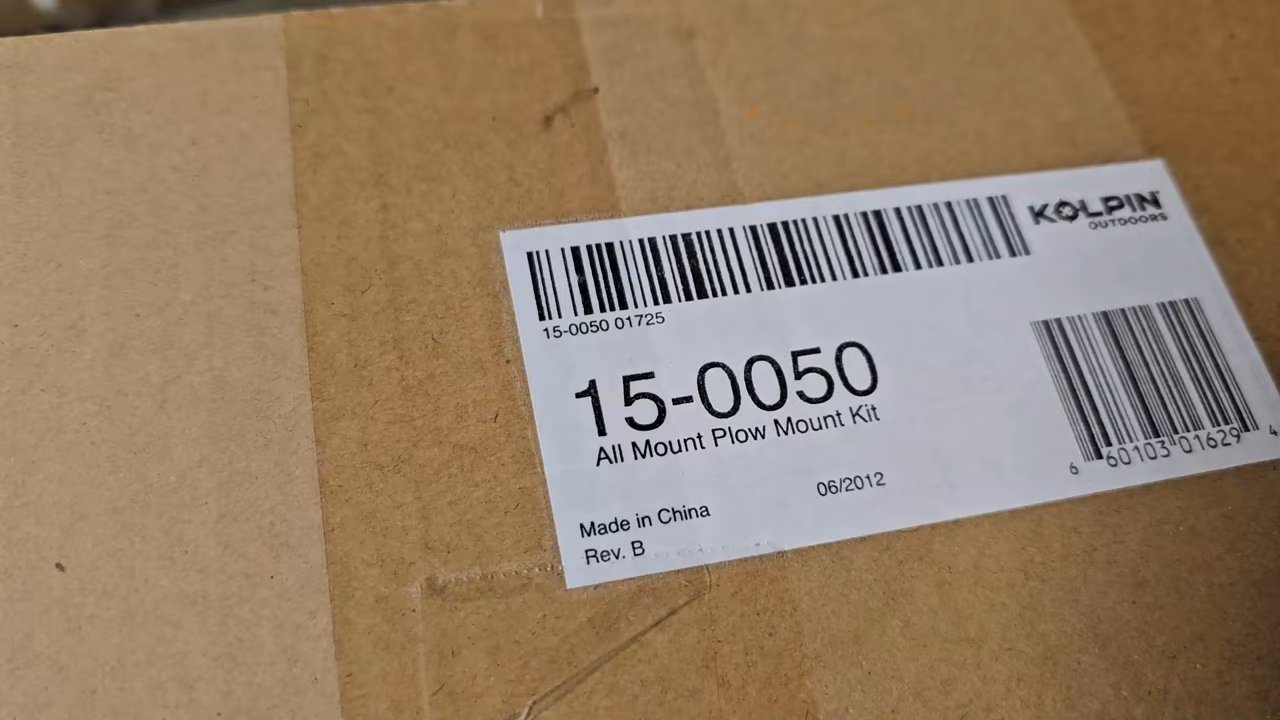 KOLPIN™
OUTDOORS
15-0050 01725
15-0050
All Mount Plow Mount Kit
06/2012
Made in China
Rev. B
6 60103 01629 4